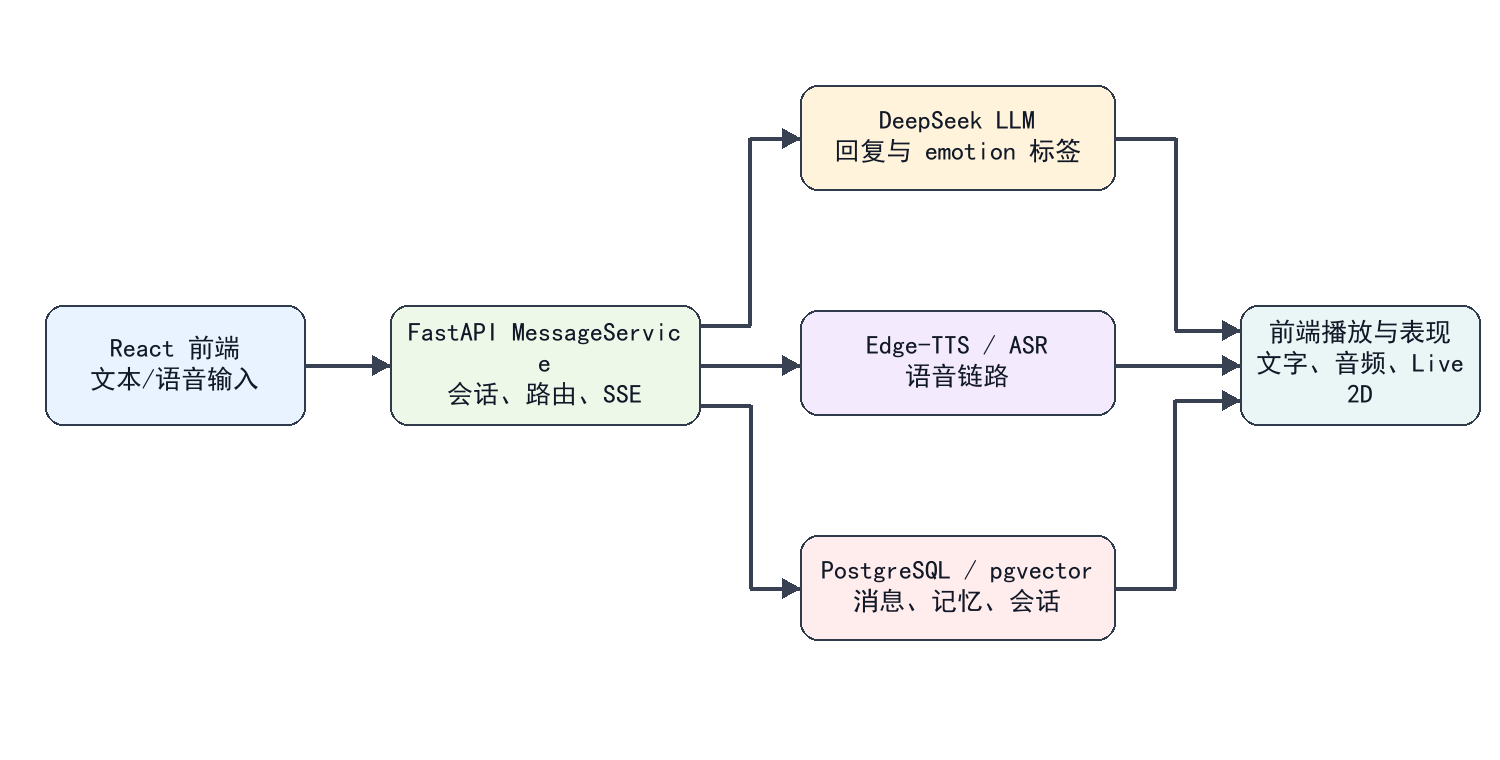 React 前端
文本/语音输入
FastAPI MessageServic
e
会话、路由、SSE
DeepSeek LLM
回复与 emotion 标签
Edge-TTS / ASR
语音链路
PostgreSQL / pgvector
消息、记忆、会话
前端播放与表现
文字、音频、Live
2D